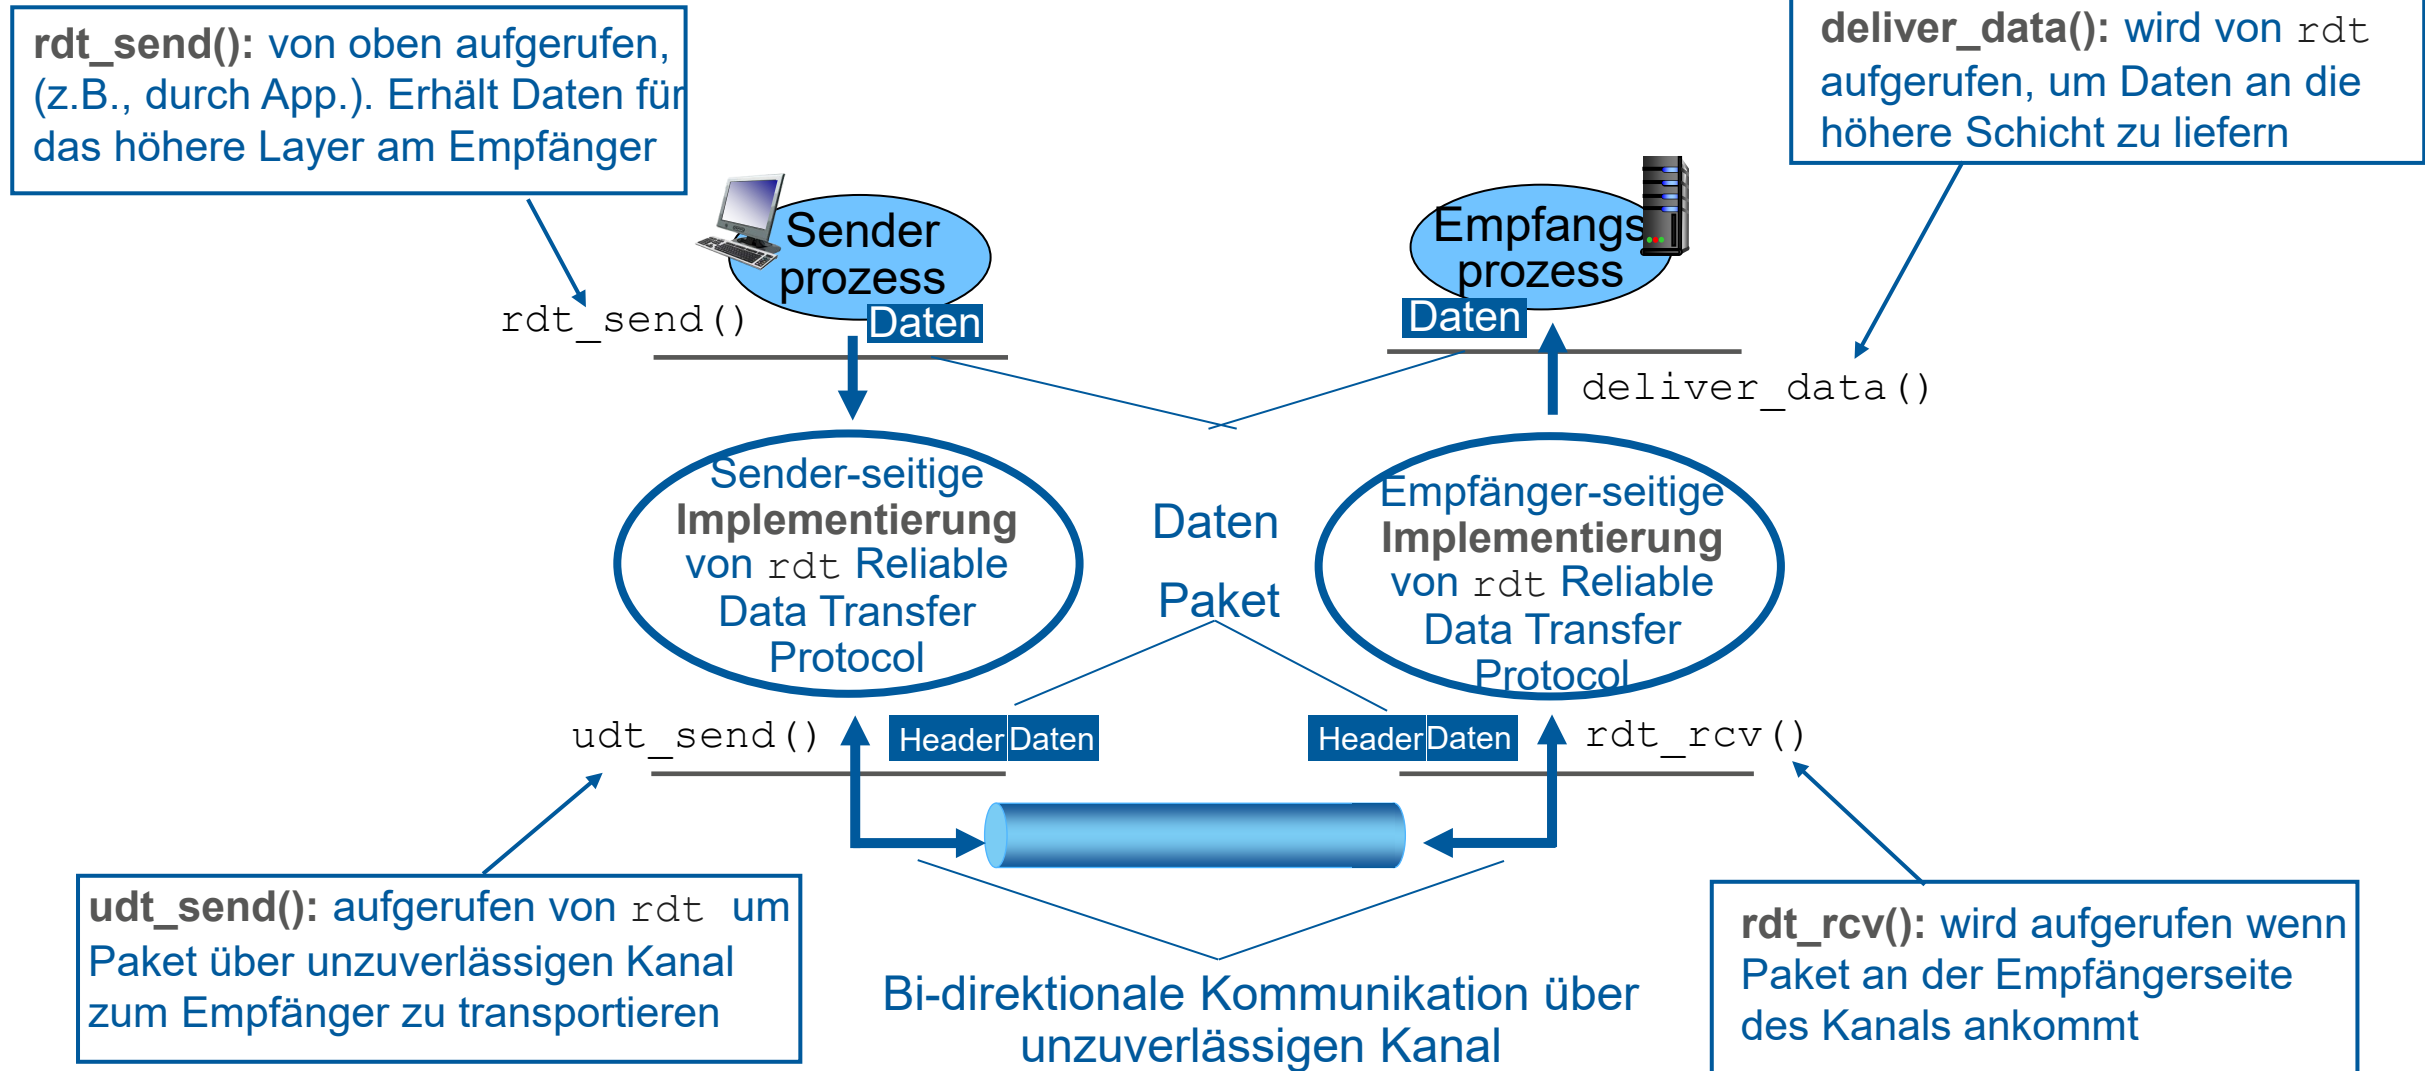 rdt_send(): von oben aufgerufen,
(z.B., durch App.). Erhält Daten für
das höhere Layer am Empfänger
deliver_data(): wird von rdt
aufgerufen, um Daten an die
höhere Schicht zu liefern
Sender
prozess
Empfangs
prozess
rdt_send()
Daten
Daten
deliver_data()
Sender-seitige
Implementierung
von rdt Reliable
Data Transfer
Protocol
Daten
Paket
Empfänger-seitige
Implementierung
von rdt Reliable
Data Transfer
Protocol
udt_send()
Header Daten
Header Daten
rdt_rcv()
udt_send(): aufgerufen von rdt um
Paket über unzuverlässigen Kanal
zum Empfänger zu transportieren
Bi-direktionale Kommunikation über
unzuverlässigen Kanal
rdt_rcv(): wird aufgerufen wenn
Paket an der Empfängerseite
des Kanals ankommt